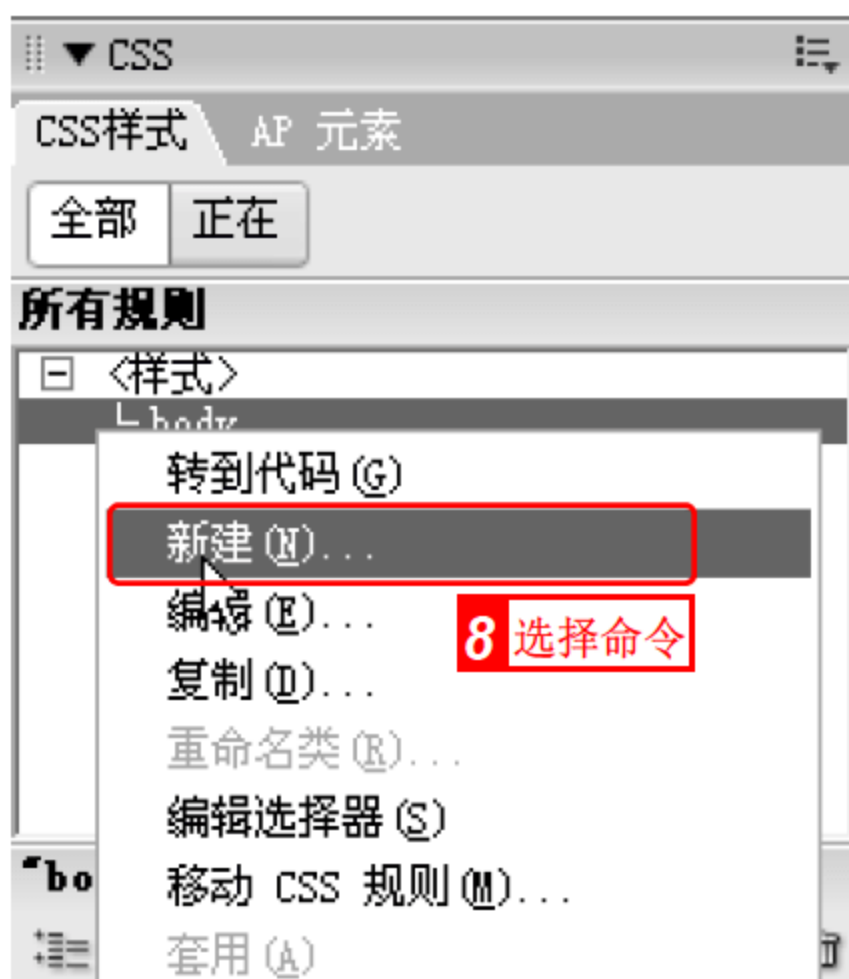 CSS
CSS样式 AP 元素
全部 正在
所有规则
<样式>
body
转到代码(G)
新建(N)...
编辑(E)...
8 选择命令
复制(D)...
重命名类(R)...
编辑选择器(S)
移动 CSS 规则(M)...
套用(A)